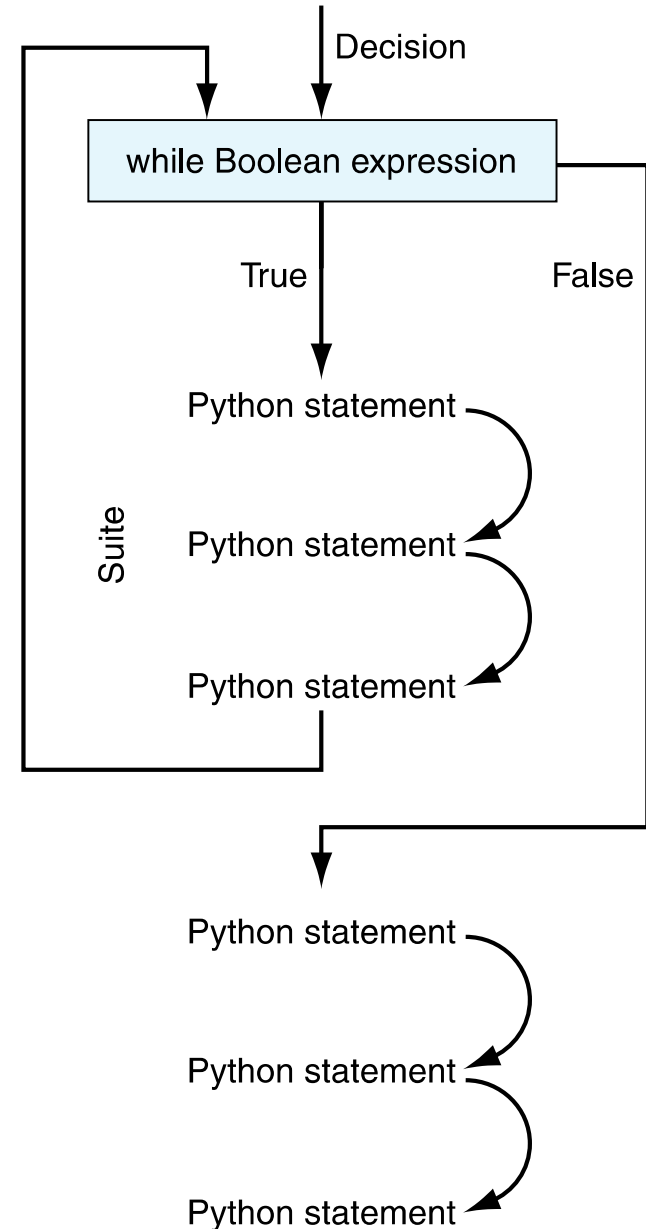 Decision
while Boolean expression
True
False
Python statement
Suite
Python statement
Python statement
Python statement
Python statement
Python statement